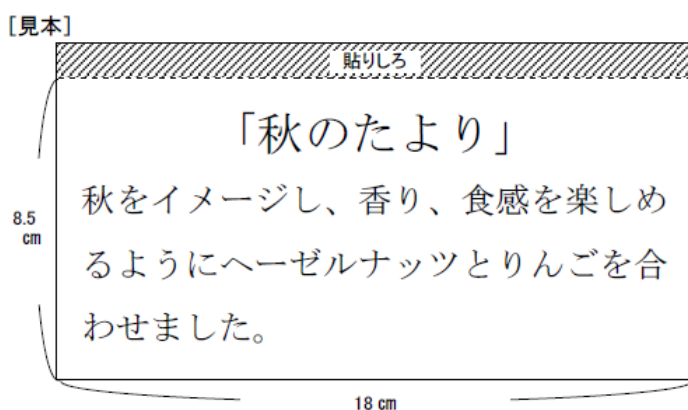 [見本]
貼りしろ
「秋のたより」
秋をイメージし、香り、食感を楽しめ
るようにヘーゼルナッツとりんごを合
わせました。
8.5
cm
18 cm